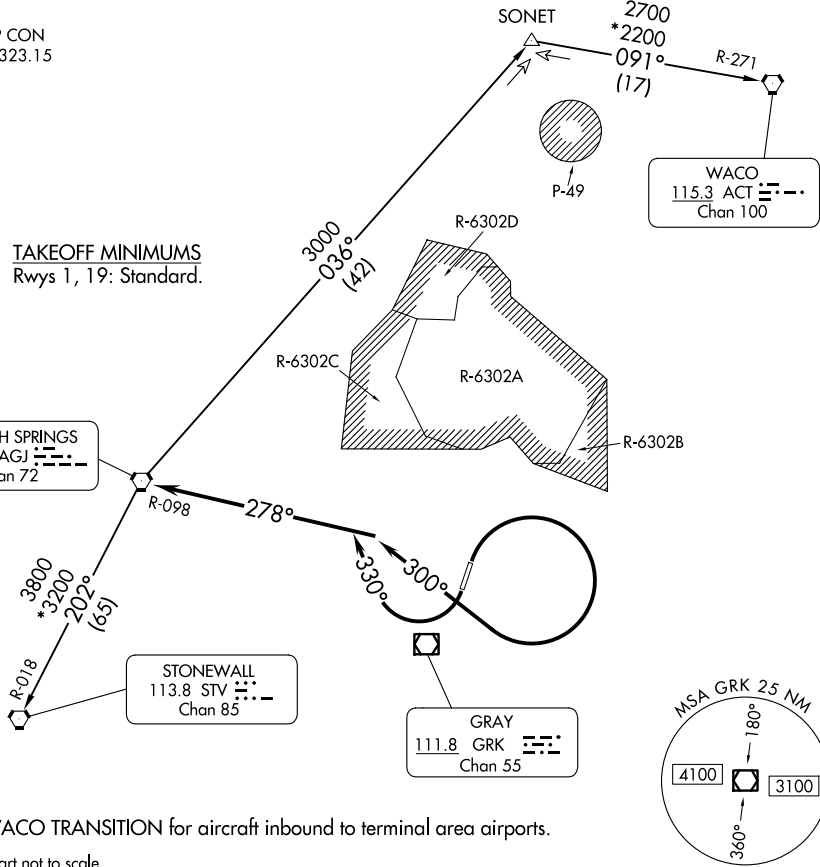 CON
323.15
SONET
2700
*2200
091°
(17)
R-271
WACO
115.3 ACT
Chan 100
P-49
TAKEOFF MINIMUMS
Rwys 1, 19: Standard.
3000
036°
(42)
R-6302D
R-6302C
R-6302A
R-6302B
H SPRINGS
AGJ
an 72
R-098
278°
330°
300°
3800
*3200
202°
(65)
R-018
STONEWALL
113.8 STV
Chan 85
GRAY
111.8 GRK
Chan 55
MSA GRK 25 NM
180°
4100
3100
360°
ACO TRANSITION for aircraft inbound to terminal area airports.
art not to scale